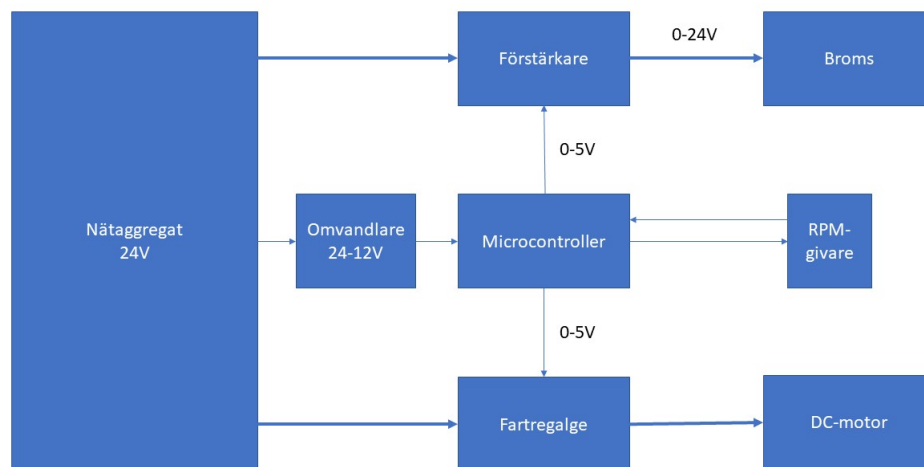 0-24V
Förstärkare
Broms
0-5V
Nätaggregat
24V
Omvandlare
24-12V
Microcontroller
RPM-
givare
0-5V
Fartregalge
DC-motor